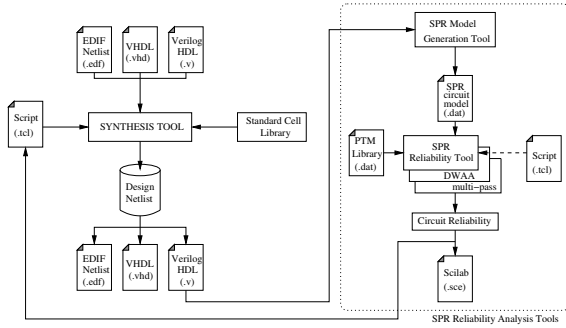 EDIF
Netlist
(.edf)
VHDL
(.vhd)
Verilog
HDL
(.v)
Script
(.tcl)
SYNTHESIS TOOL
Standard Cell
Library
Design
Netlist
EDIF
Netlist
(.edf)
VHDL
(.vhd)
Verilog
HDL
(.v)
SPR Model
Generation Tool
SPR
circuit
model
(.dat)
PTM
Library
(.dat)
SPR
Reliability Tool
DWAA
multi-pass
Script
(.tcl)
Circuit Reliability
Scilab
(.sce)
SPR Reliability Analysis Tools